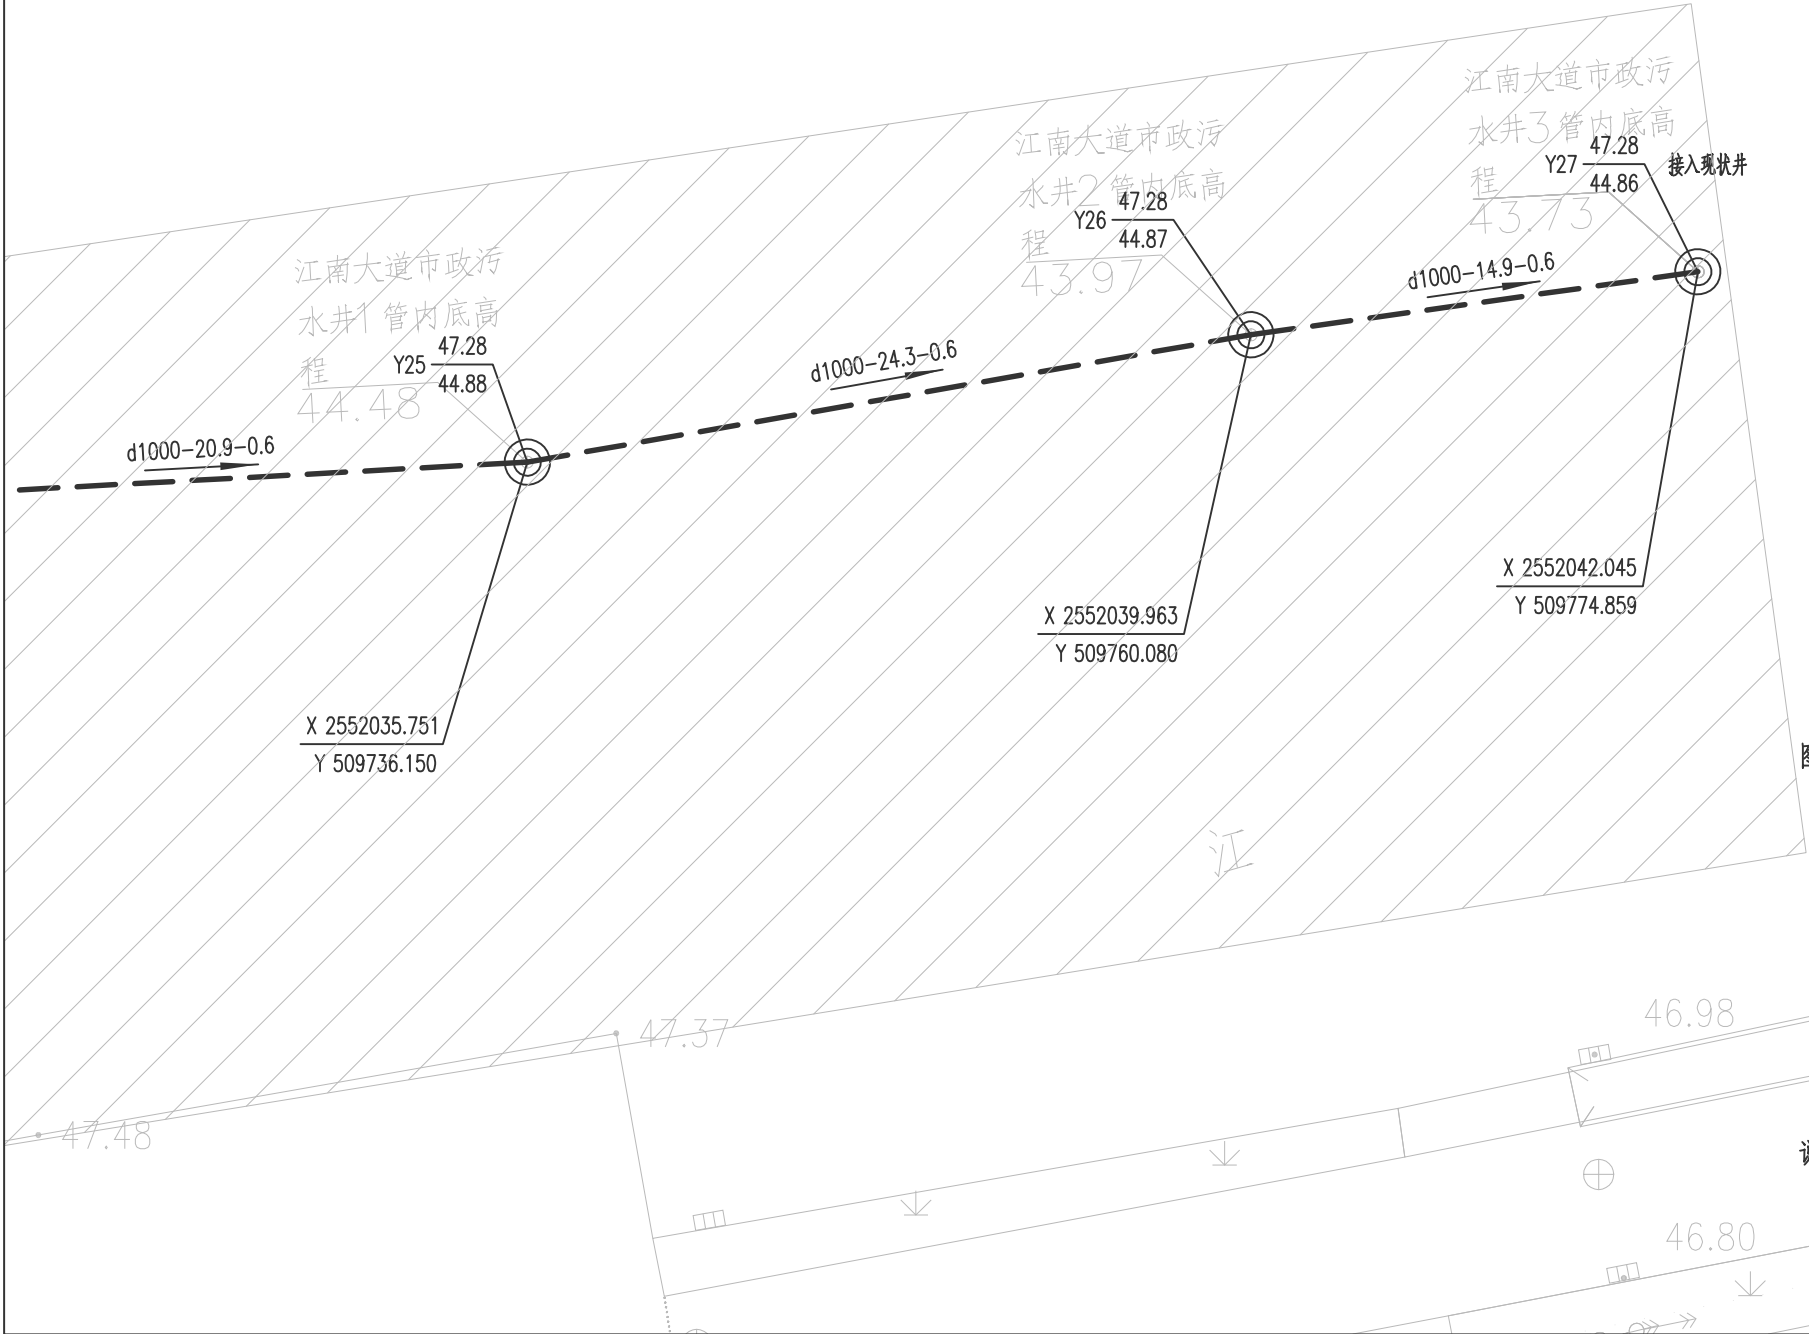 江南大道市政污
水井3 管内底高
程
43.73
47.28
Y27
44.86
接入现状井
江南大道市政污
水井2 管内底高
程
43.97
47.28
Y26
44.87
d1000-14.9-0.6
江南大道市政污
水井1 管内底高
程
44.48
47.28
Y25
44.88
d1000-24.3-0.6
d1000-20.9-0.6
X 2552042.045
Y 509774.859
X 2552039.963
Y 509760.080
X 2552035.751
Y 509736.150
江
46.98
47.37
47.48
46.80